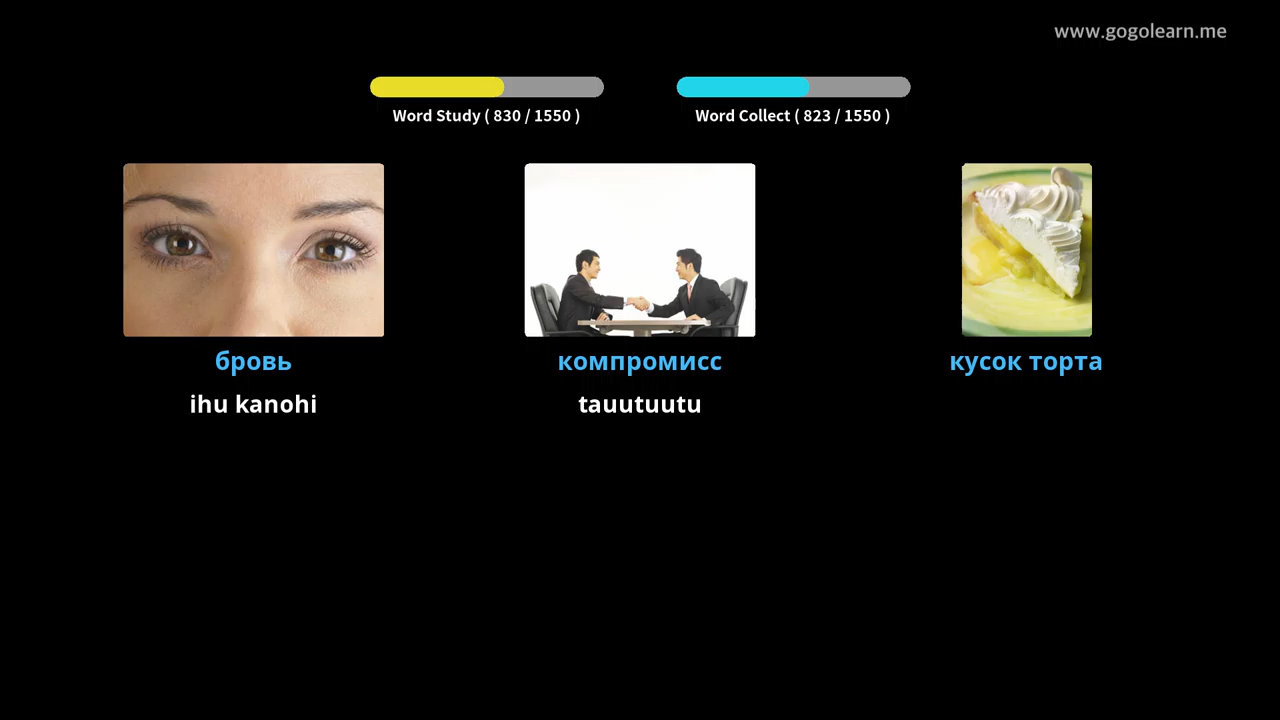 www.gogolearn.me
Word Study ( 830 / 1550 )
Word Collect ( 823 / 1550 )
бровь
компромисс
кусок торта
ihu kanohi
tauutuutu